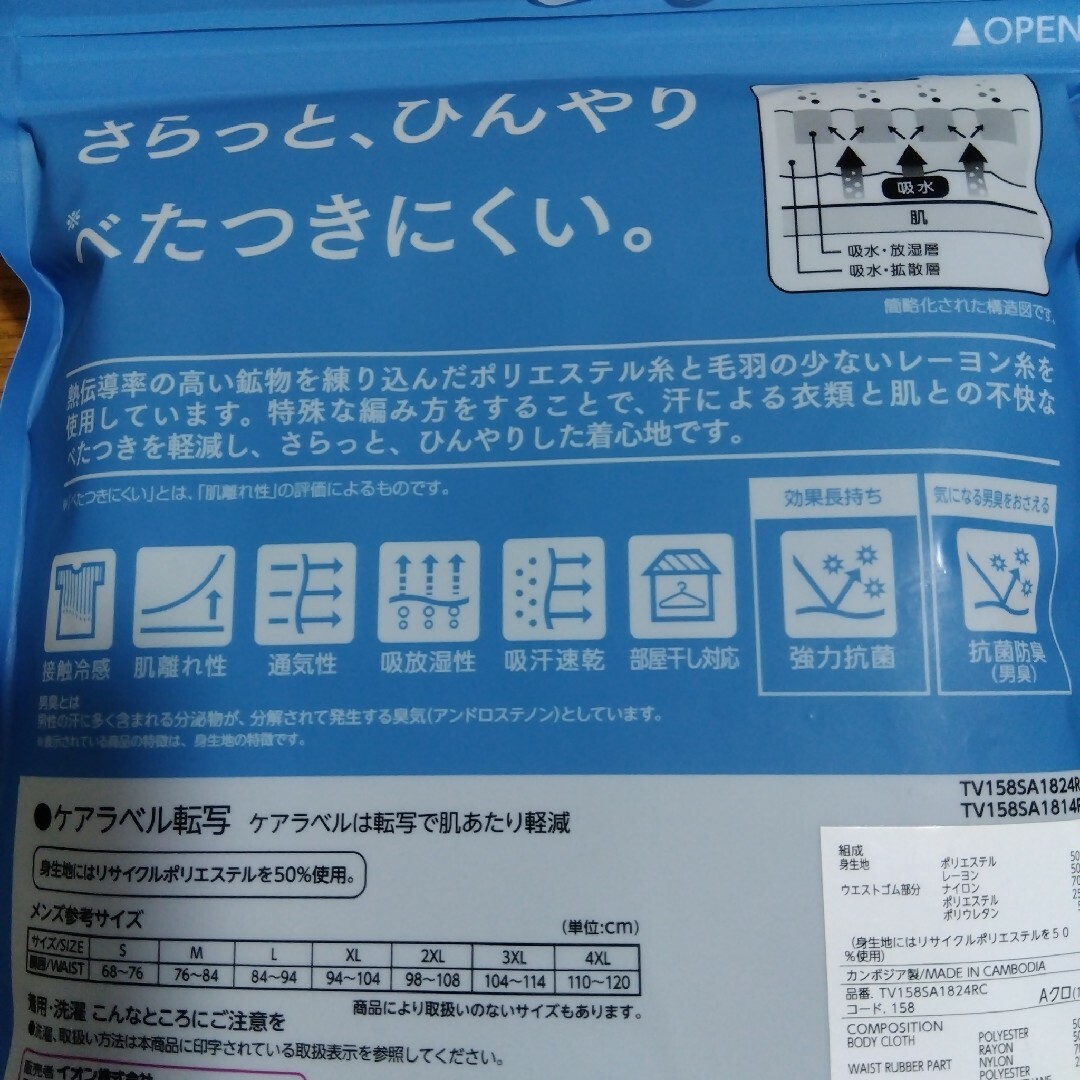 ▲OPEN
さらっと、ひんやり
※べたつきにくい。
吸水
肌
吸水・放湿層
吸水・拡散層
簡略化された構造図です。
熱伝導率の高い鉱物を練り込んだポリエステル糸と毛羽の少ないレーヨン糸を
使用しています。特殊な編み方をすることで、汗による衣類と肌との不快な
べたつきを軽減し、さらっと、ひんやりした着心地です。
※「べたつきにくい」とは、「肌離れ性」の評価によるものです。
効果長持ち
気になる男臭をおさえる
接触冷感
肌離れ性
通気性
吸放湿性
吸汗速乾
部屋干し対応
強力抗菌
抗菌防臭
(男臭)
男臭とは
男性の汗に多く含まれる分泌物が、分解されて発生する臭気(アンドロステノン)としています。
※表示されている商品の特徴は、身生地の特徴です。
TV158SA1824R
TV158SA1814R
●ケアラベル転写 ケアラベルは転写で肌あたり軽減
身生地にはリサイクルポリエステルを50%使用。
メンズ参考サイズ (単位:cm)
サイズ/SIZE S M L XL 2XL 3XL 4XL
胴囲/WAIST 68～76 76～84 84～94 94～104 98～108 104～114 110～120
商品により取扱いのないサイズもあります。
着用・洗濯 こんなところにご注意を
●洗濯、取扱い方法は本商品に印字されている取扱表示を参照してください。
販売者 イオン株式会社
組成
身生地 ポリエステル 50
レーヨン 50
ウエストゴム部分 ナイロン 70
ポリエステル 25
ポリウレタン 5
(身生地にはリサイクルポリエステルを50
%使用)
カンボジア製/MADE IN CAMBODIA
品番. TV158SA1824RC Aクロ(1
コード. 158
COMPOSITION
BODY CLOTH POLYESTER 50
RAYON 50
WAIST RUBBER PART NYLON 70
POLYESTER 2